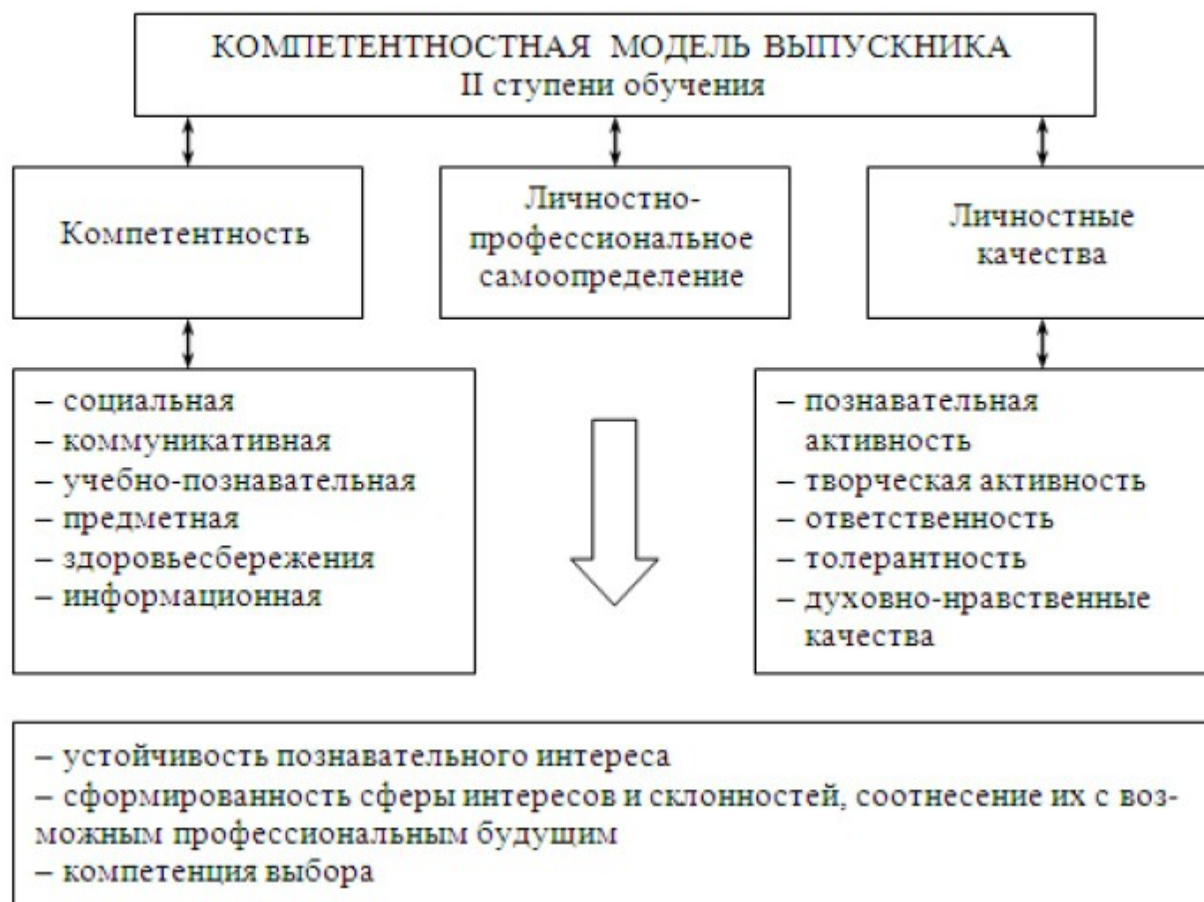 КОМПЕТЕНТНОСТНАЯ МОДЕЛЬ ВЫПУСКНИКА
II ступени обучения
Компетентность
Личностно-
профессиональное
самоопределение
Личностные
качества
– социальная
– коммуникативная
– учебно-познавательная
– предметная
– здоровьесбережения
– информационная
– познавательная
активность
– творческая активность
– ответственность
– толерантность
– духовно-нравственные
качества
– устойчивость познавательного интереса
– сформированность сферы интересов и склонностей, соотнесение их с воз-
можным профессиональным будущим
– компетенция выбора